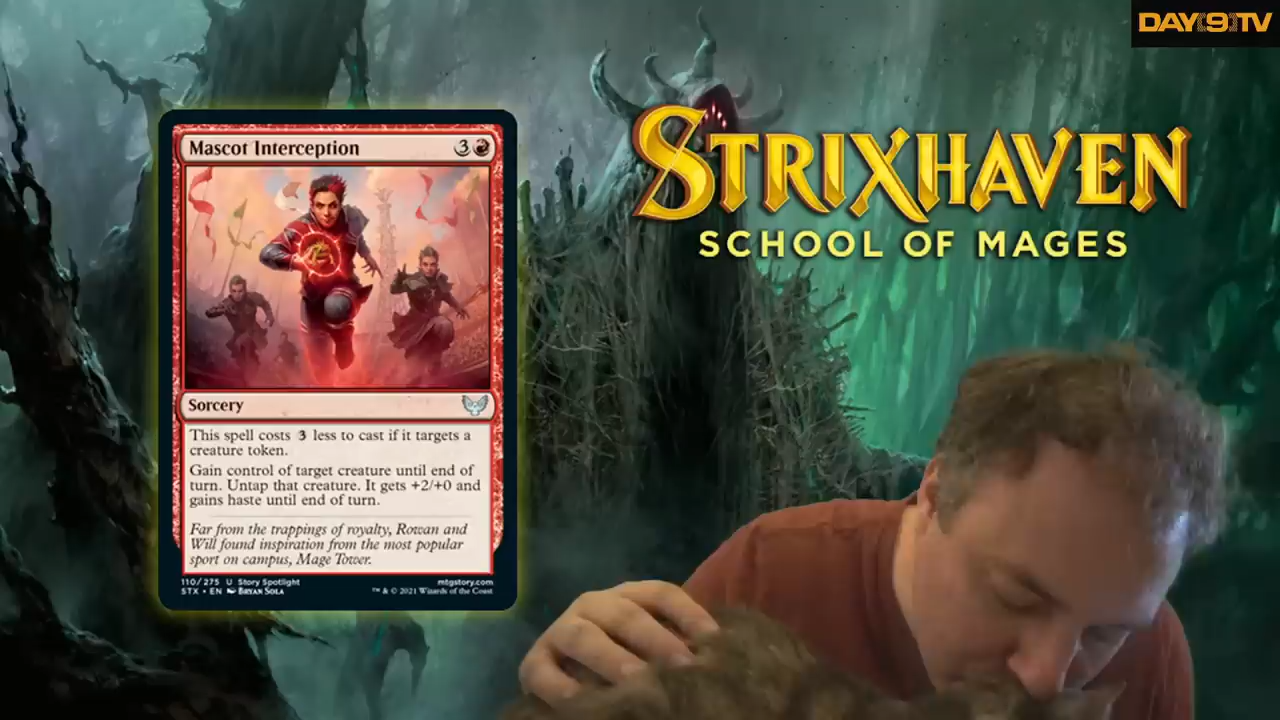 DAY[9]TV
STRIXHAVEN
SCHOOL OF MAGES
Mascot Interception 3
Sorcery
This spell costs 3 less to cast if it targets a
creature token.
Gain control of target creature until end of
turn. Untap that creature. It gets +2/+0 and
gains haste until end of turn.
Far from the trappings of royalty, Rowan and
Will found inspiration from the most popular
sport on campus, Mage Tower.
110/275 U Story Spotlight mtgstory.com
STX • EN BRYAN SOLA ™ & © 2021 Wizards of the Coast